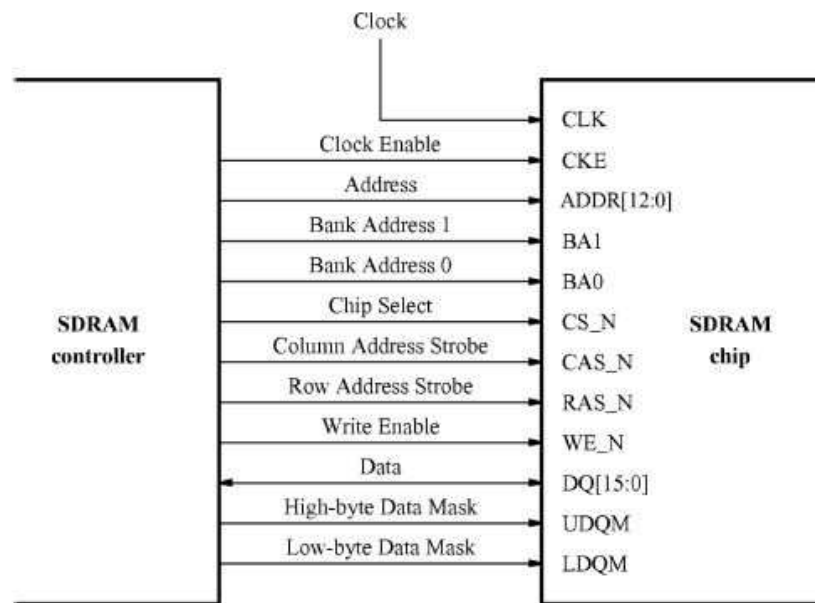 Clock
CLK
Clock Enable
CKE
Address
ADDR[12:0]
Bank Address 1
BA1
Bank Address 0
BA0
Chip Select
CS_N
SDRAM
controller
SDRAM
chip
Column Address Strobe
CAS_N
Row Address Strobe
RAS_N
Write Enable
WE_N
Data
DQ[15:0]
High-byte Data Mask
UDQM
Low-byte Data Mask
LDQM